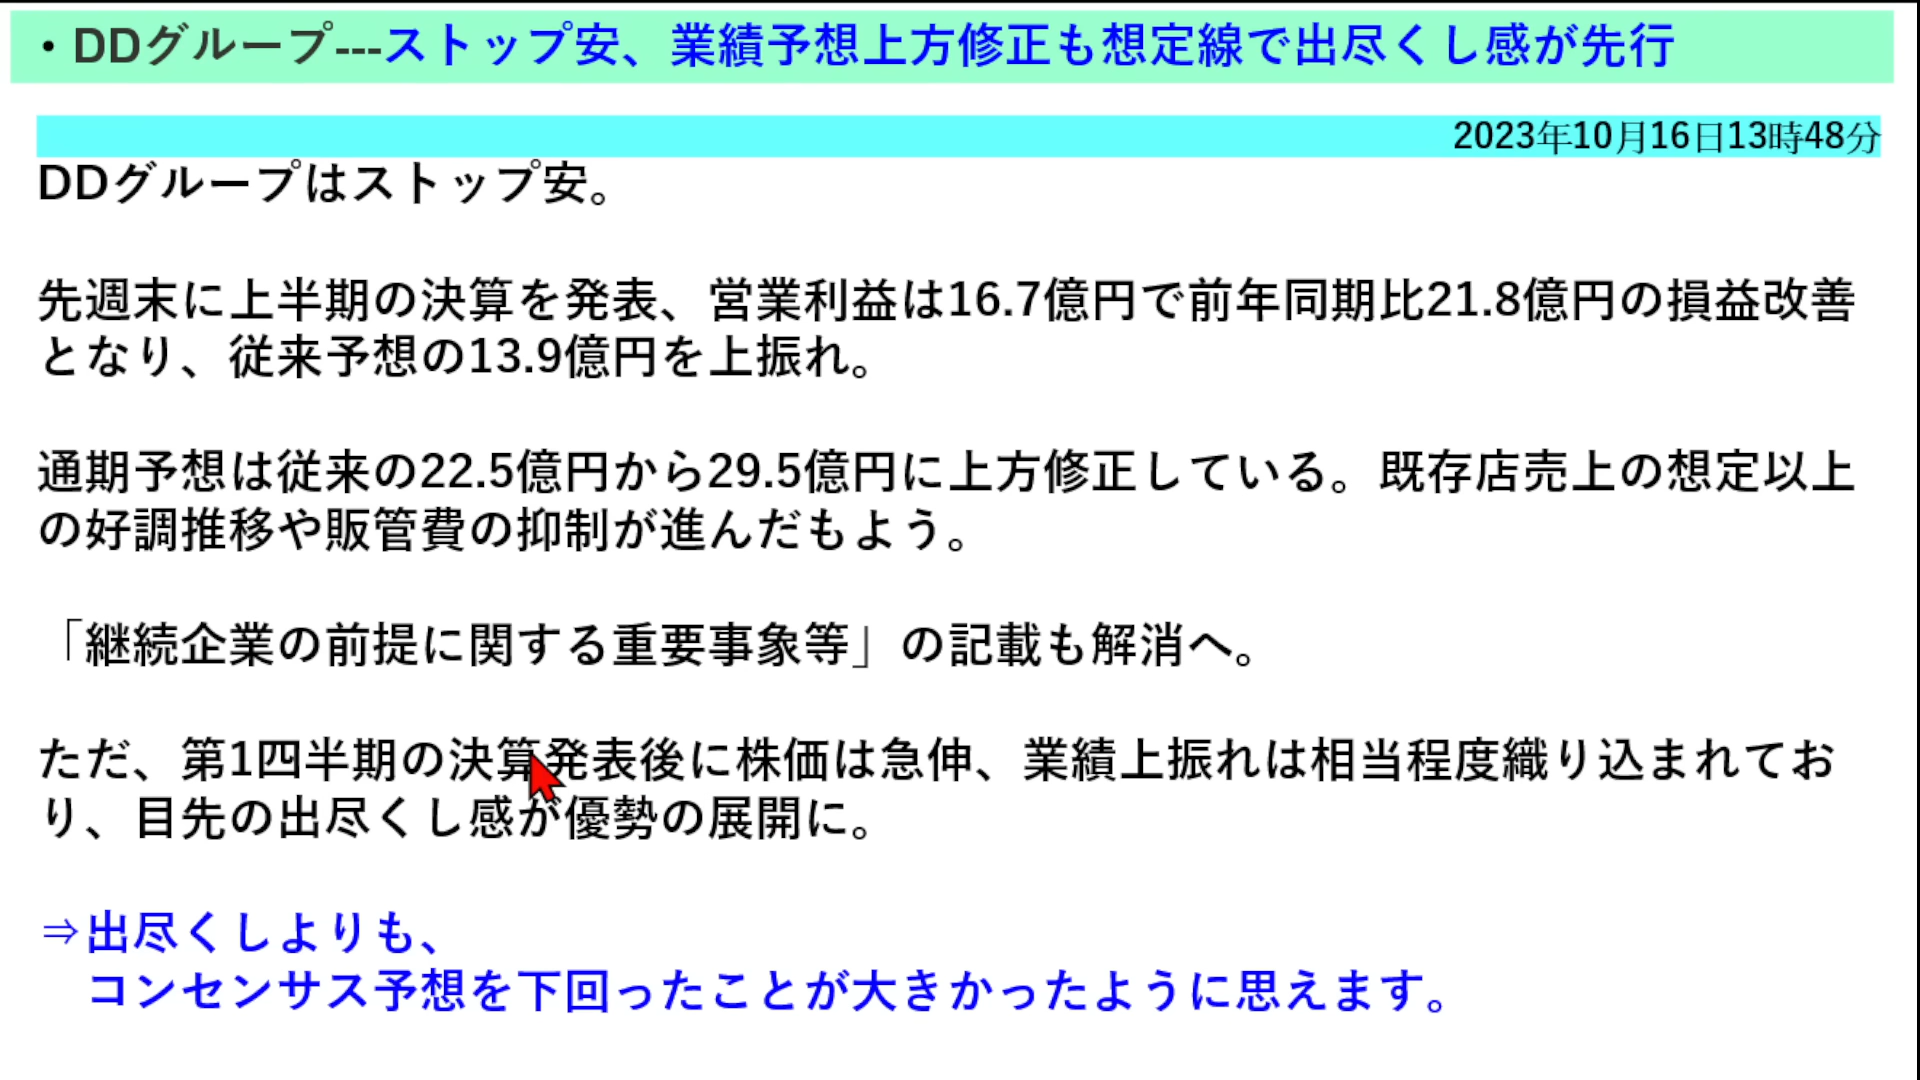 ・DDグループ---ストップ安、業績予想上方修正も想定線で出尽くし感が先行
2023年10月16日13時48分
DDグループはストップ安。
先週末に上半期の決算を発表、営業利益は16.7億円で前年同期比21.8億円の損益改善
となり、従来予想の13.9億円を上振れ。
通期予想は従来の22.5億円から29.5億円に上方修正している。既存店売上の想定以上
の好調推移や販管費の抑制が進んだもよう。
「継続企業の前提に関する重要事象等」の記載も解消へ。
ただ、第1四半期の決算発表後に株価は急伸、業績上振れは相当程度織り込まれてお
り、目先の出尽くし感が優勢の展開に。
⇒出尽くしよりも、
コンセンサス予想を下回ったことが大きかったように思えます。